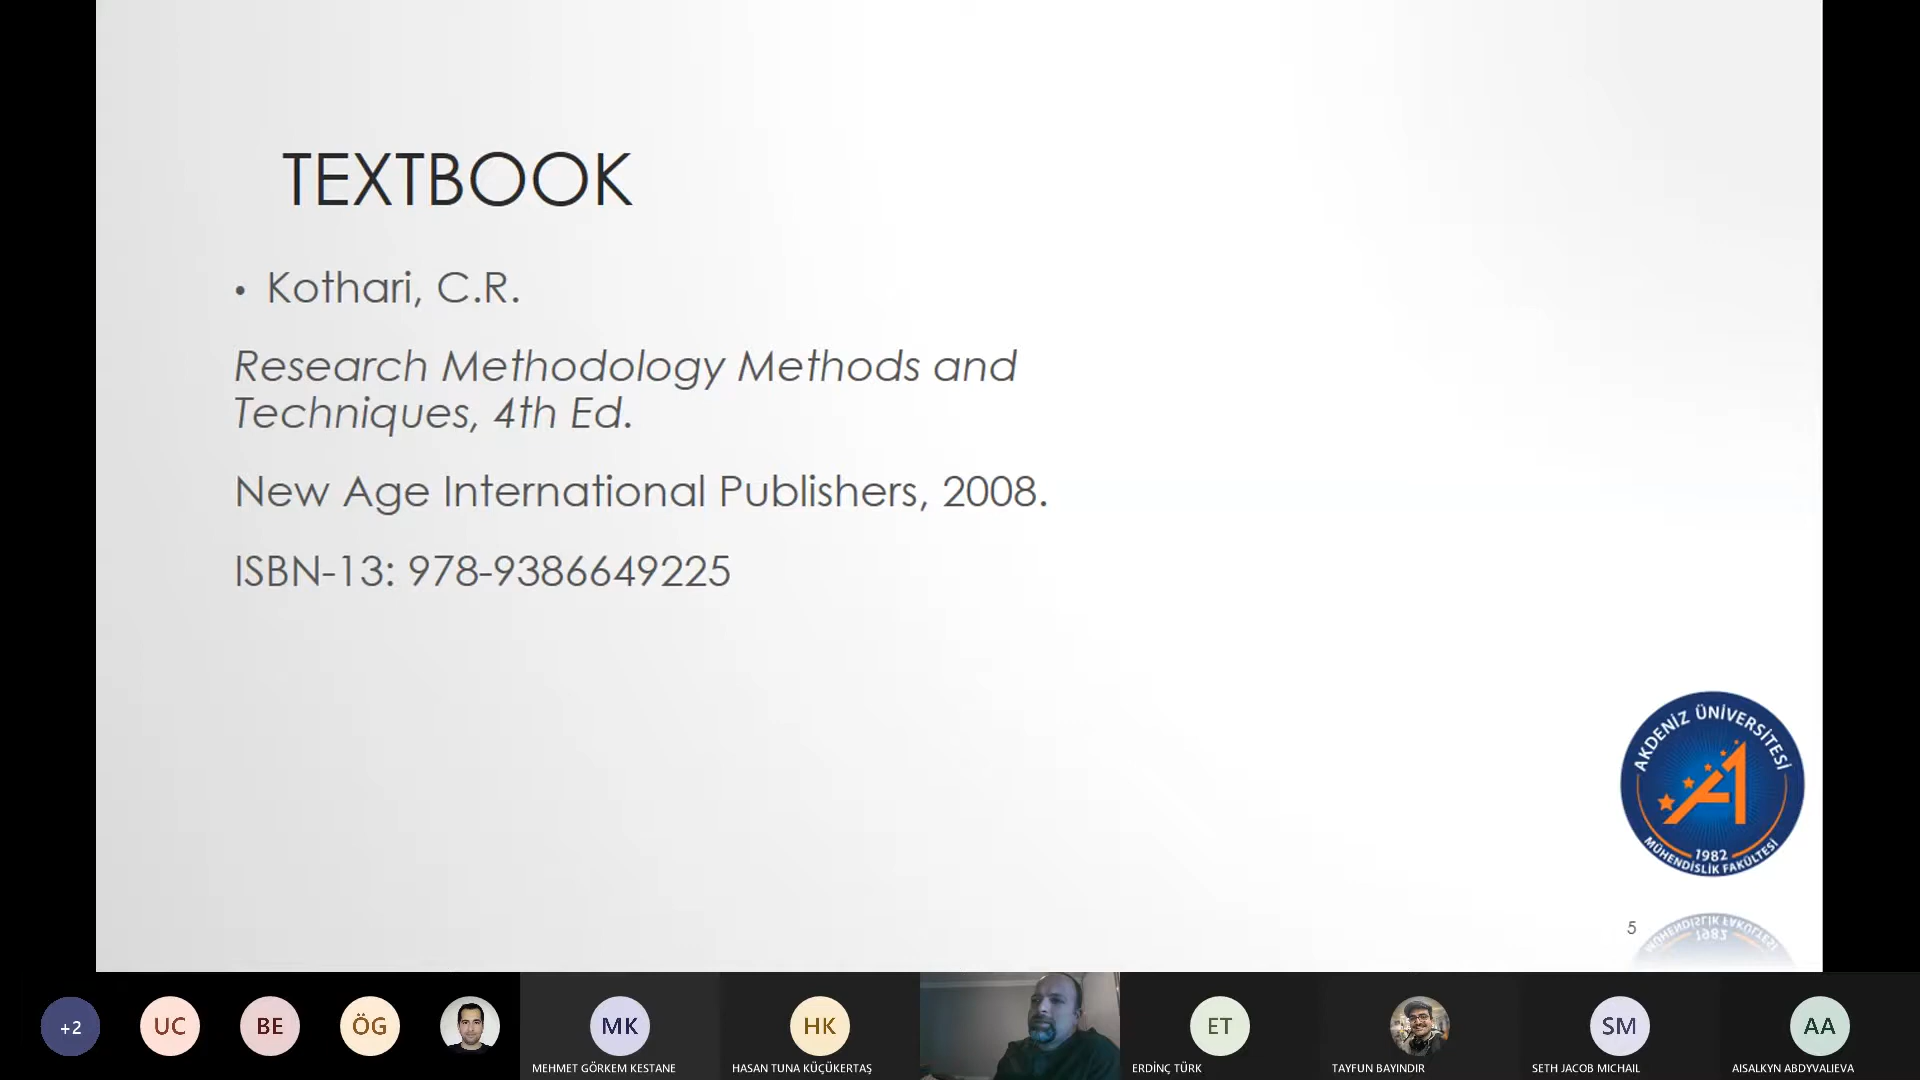 TEXTBOOK
• Kothari, C.R.
Research Methodology Methods and
Techniques, 4th Ed.
New Age International Publishers, 2008.
ISBN-13: 978-9386649225
AKDENİZ ÜNİVERSİTESİ
1982
MÜHENDİSLİK FAKÜLTESİ
5
+2
UC
BE
ÖG
MK
HK
ET
SM
AA
MEHMET GÖRKEM KESTANE
HASAN TUNA KÜÇÜKERTAŞ
ERDİNÇ TÜRK
TAYFUN BAYINDIR
SETH JACOB MICHAIL
AISALKYN ABDYVALIEVA